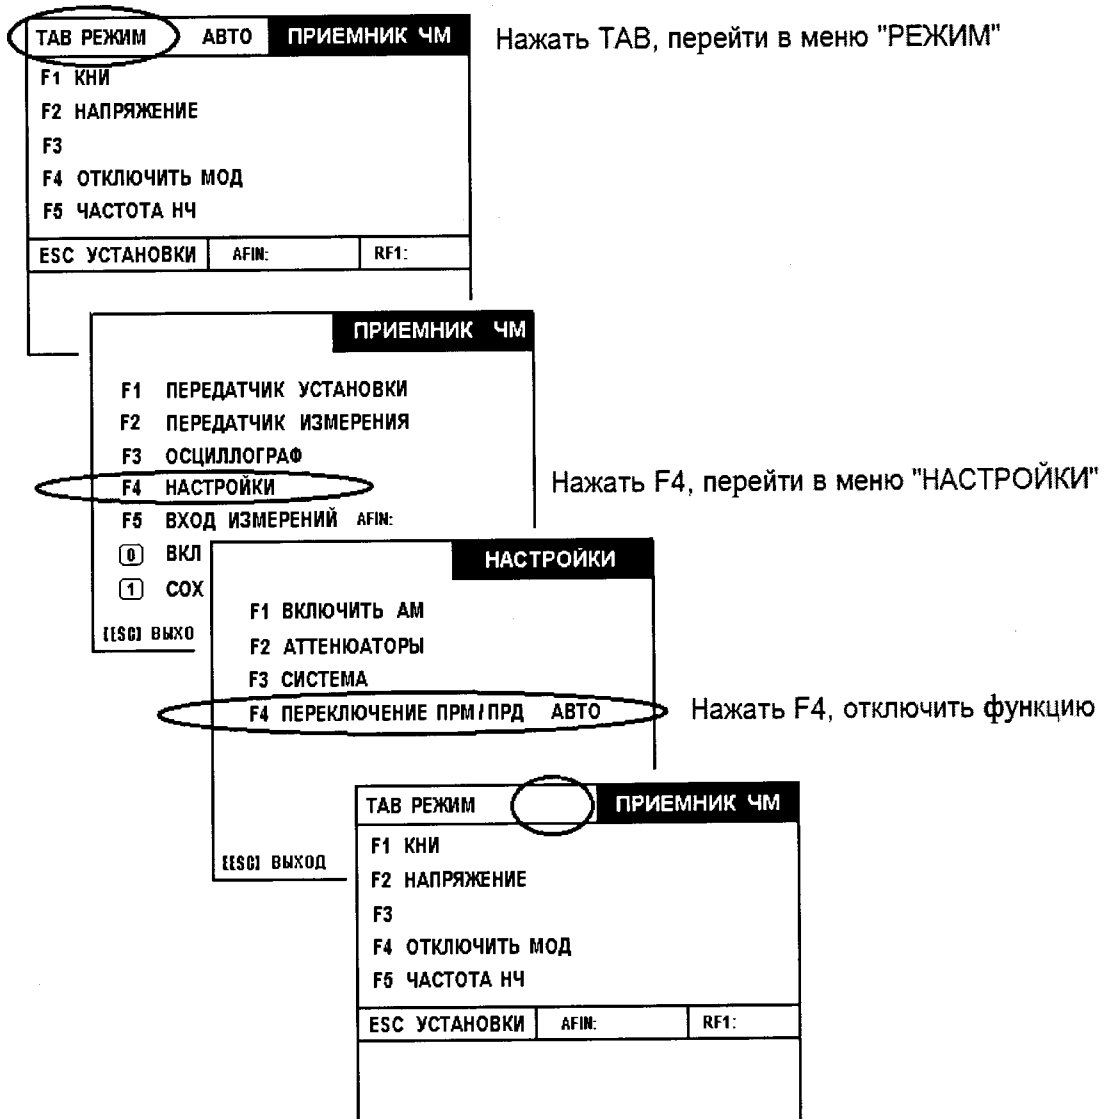 ТАВ РЕЖИМ АВТО ПРИЕМНИК ЧМ
Нажать ТАВ, перейти в меню "РЕЖИМ"
F1 КНИ
F2 НАПРЯЖЕНИЕ
F3
F4 ОТКЛЮЧИТЬ МОД
F5 ЧАСТОТА НЧ
ESC УСТАНОВКИ AFIN: RF1:
ПРИЕМНИК ЧМ
F1 ПЕРЕДАТЧИК УСТАНОВКИ
F2 ПЕРЕДАТЧИК ИЗМЕРЕНИЯ
F3 ОСЦИЛЛОГРАФ
F4 НАСТРОЙКИ
Нажать F4, перейти в меню "НАСТРОЙКИ"
F5 ВХОД ИЗМЕРЕНИЙ AFIN:
0 ВКЛ
1 СОХ
[ESC] ВЫХО
НАСТРОЙКИ
F1 ВКЛЮЧИТЬ АМ
F2 АТТЕНЮАТОРЫ
F3 СИСТЕМА
F4 ПЕРЕКЛЮЧЕНИЕ ПРМ/ПРД АВТО
Нажать F4, отключить функцию
[ESC] ВЫХОД
ТАВ РЕЖИМ ПРИЕМНИК ЧМ
F1 КНИ
F2 НАПРЯЖЕНИЕ
F3
F4 ОТКЛЮЧИТЬ МОД
F5 ЧАСТОТА НЧ
ESC УСТАНОВКИ AFIN: RF1: